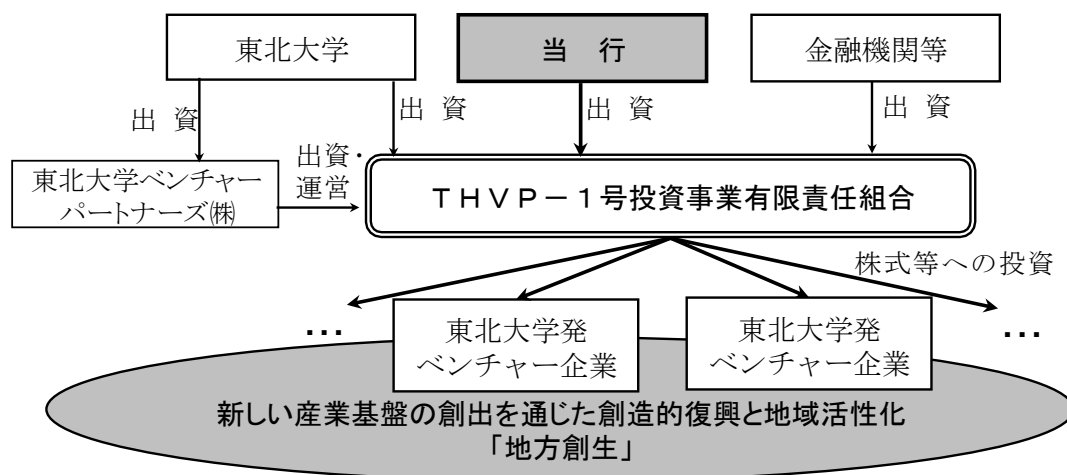 東北大学
当 行
金融機関等
出 資
出 資
出 資
出 資
東北大学ベンチャー
パートナーズ㈱
出資・
運営
THVP-1号投資事業有限責任組合
株式等への投資
...
東北大学発
ベンチャー企業
東北大学発
ベンチャー企業
...
新しい産業基盤の創出を通じた創造的復興と地域活性化
「地方創生」